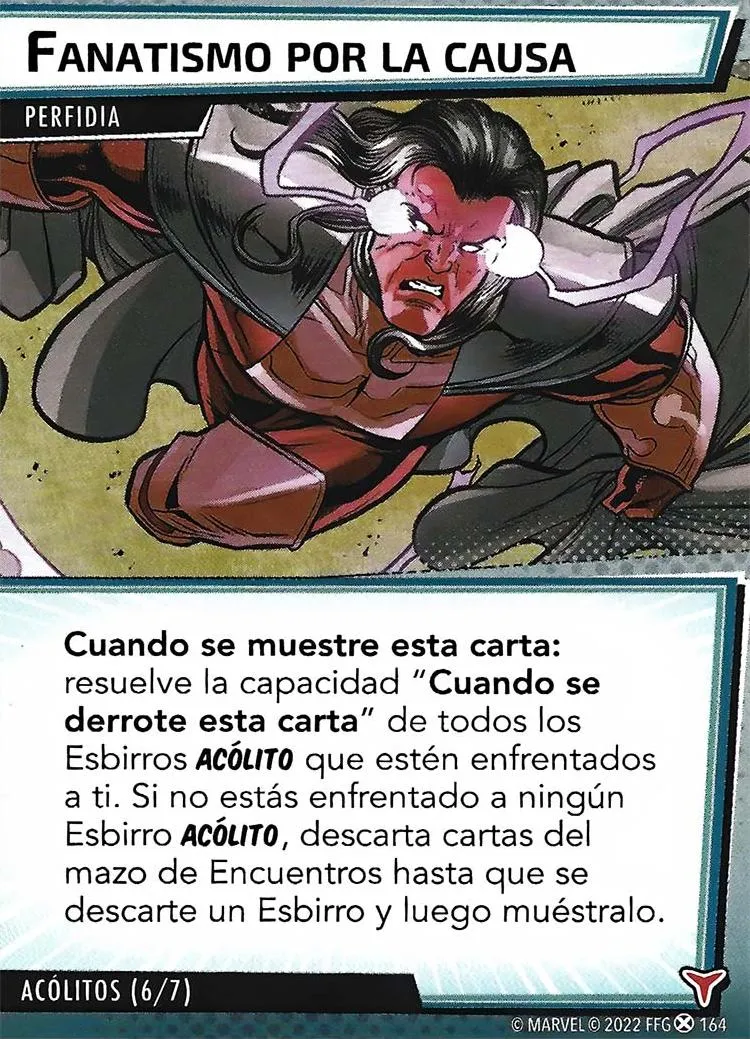 FANATISMO POR LA CAUSA
PERFIDIA
Cuando se muestre esta carta:
resuelve la capacidad "Cuando se
derrote esta carta" de todos los
Esbirros ACÓLITO que estén enfrentados
a ti. Si no estás enfrentado a ningún
Esbirro ACÓLITO, descarta cartas del
mazo de Encuentros hasta que se
descarte un Esbirro y luego muéstralo.
ACÓLITOS (6/7)
© MARVEL © 2022 FFG 164